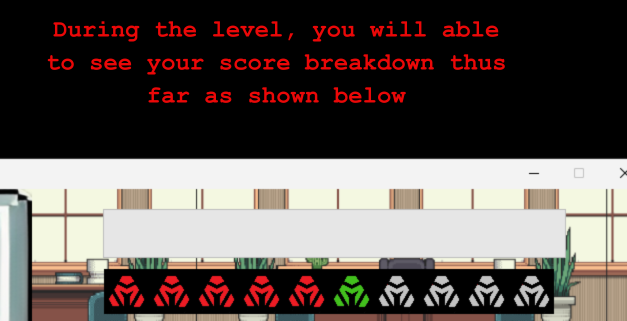 During the level, you will able
to see your score breakdown thus
far as shown below